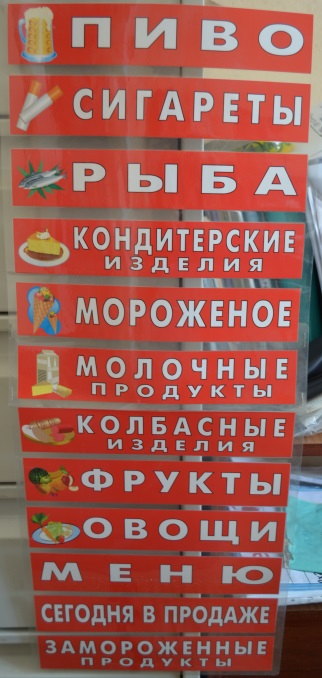 ПИВО
СИГАРЕТЫ
РЫБА
КОНДИТЕРСКИЕ
ИЗДЕЛИЯ
МОРОЖЕНОЕ
МОЛОЧНЫЕ
ПРОДУКТЫ
КОЛБАСНЫЕ
ИЗДЕЛИЯ
ФРУКТЫ
ОВОЩИ
МЕНЮ
СЕГОДНЯ В ПРОДАЖЕ
ЗАМОРОЖЕННЫЕ
ПРОДУКТЫ